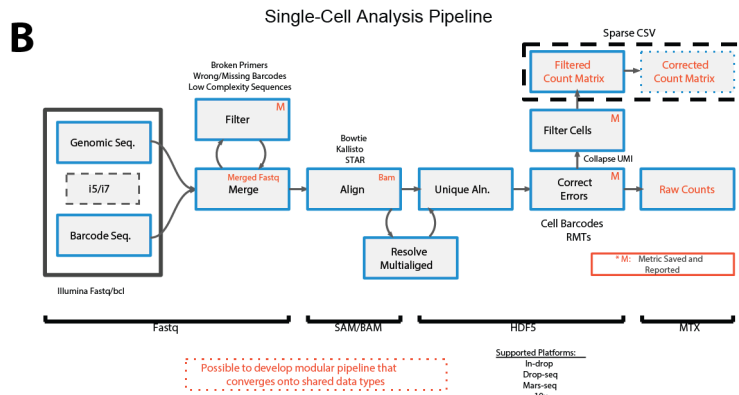 Single-Cell Analysis Pipeline
B
Sparse CSV
Broken Primers
Wrong/Missing Barcodes
Low Complexity Sequences
Filtered
Count Matrix
Corrected
Count Matrix
M
Filter
M
Filter Cells
Genomic Seq.
i5/i7
Barcode Seq.
Bowtie
Kallisto
STAR
Collapse UMI
Merged Fastq
Merge
Bam
Align
Unique Aln.
M
Correct
Errors
Raw Counts
Cell Barcodes
RMTs
Resolve
Multialiged
* M: Metric Saved and
Reported
Illumina Fastq/bcl
Fastq
SAM/BAM
HDF5
MTX
Possible to develop modular pipeline that
converges onto shared data types
Supported Platforms:
In-drop
Drop-seq
Mars-seq